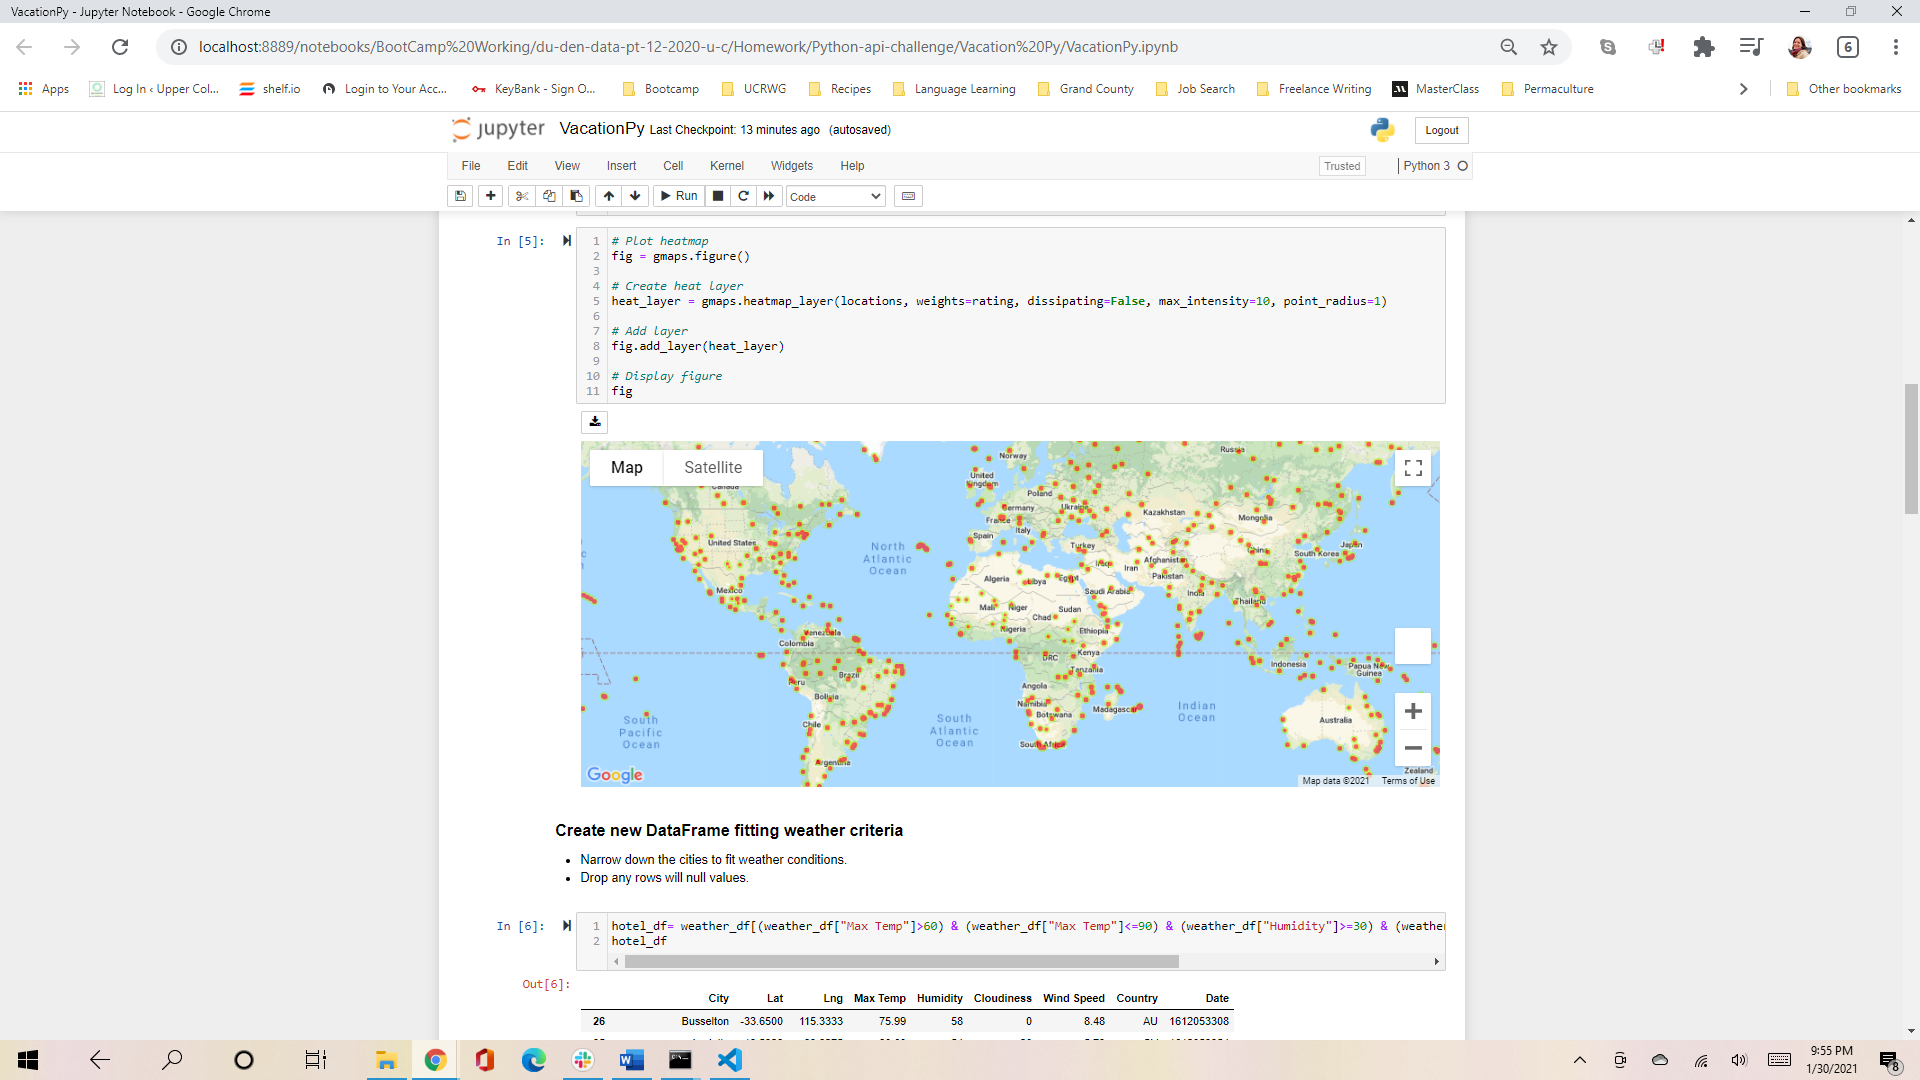 VacationPy - Jupyter Notebook - Google Chrome
localhost:8889/notebooks/BootCamp%20Working/du-den-data-pt-12-2020-u-c/Homework/Python-api-challenge/Vacation%20Py/VacationPy.ipynb
6
Apps Log In ‹ Upper Col... shelf.io Login to Your Acc... KeyBank - Sign O... Bootcamp UCRWG Recipes Language Learning Grand County Job Search Freelance Writing MasterClass Permaculture Other bookmarks
jupyter VacationPy Last Checkpoint: 13 minutes ago (autosaved) Logout
File Edit View Insert Cell Kernel Widgets Help Trusted Python 3
Run Code
In [5]:
1 # Plot heatmap
2 fig = gmaps.figure()
3
4 # Create heat layer
5 heat_layer = gmaps.heatmap_layer(locations, weights=rating, dissipating=False, max_intensity=10, point_radius=1)
6
7 # Add layer
8 fig.add_layer(heat_layer)
9
10 # Display figure
11 fig
Map Satellite
Norway
Russia
United Kingdom
Canada
Poland
Germany
Ukraine
Kazakhstan
Mongolia
France
Italy
Spain
United States
North Atlantic Ocean
Turkey
China
Japan
South Korea
Iraq
Iran
Afghanistan
Pakistan
Algeria
Libya
Egypt
Saudi Arabia
India
Thailand
Mexico
Mali
Niger
Chad
Sudan
Nigeria
Ethiopia
Venezuela
Colombia
DRC
Kenya
Tanzania
Indonesia
Papua New Guinea
Peru
Brazil
Bolivia
Angola
Namibia
Botswana
Madagascar
Indian Ocean
South Pacific Ocean
Chile
South Atlantic Ocean
South Africa
Australia
Argentina
Zealand
Google
Map data ©2021 Terms of Use
Create new DataFrame fitting weather criteria
• Narrow down the cities to fit weather conditions.
• Drop any rows will null values.
In [6]:
1 hotel_df= weather_df[(weather_df["Max Temp"]>60) & (weather_df["Max Temp"]<=90) & (weather_df["Humidity"]>=30) & (weather
2 hotel_df
Out[6]:
City Lat Lng Max Temp Humidity Cloudiness Wind Speed Country Date
26 Busselton -33.6500 115.3333 75.99 58 0 8.48 AU 1612053308
9:55 PM
1/30/2021
8